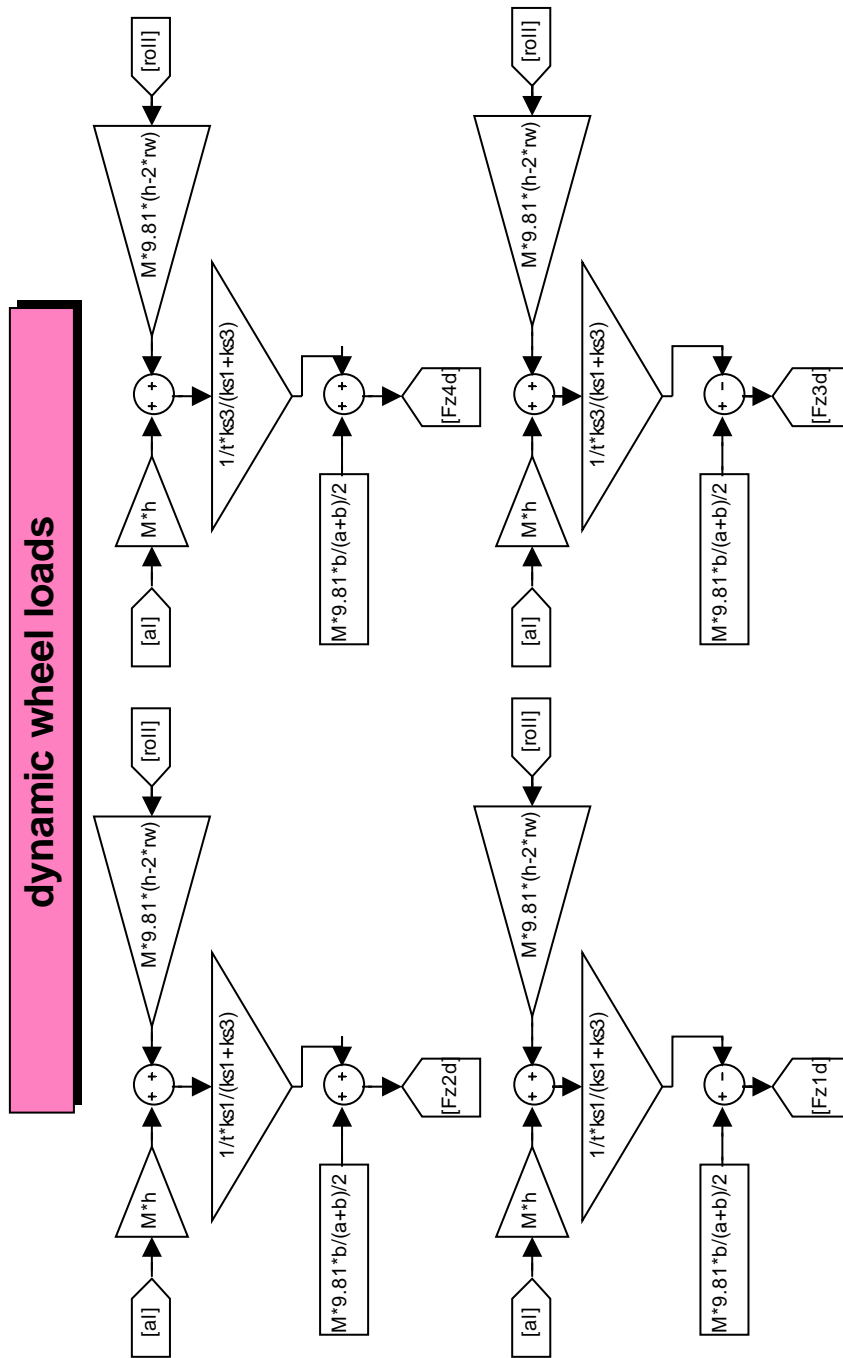 dynamic wheel loads
[al]
M*h
+ +
M*9.81*(h-2*rw)
[roll]
1/t*ks1/(ks1+ks3)
M*9.81*b/(a+b)/2
+ +
[Fz2d]
[al]
M*h
+ +
M*9.81*(h-2*rw)
[roll]
1/t*ks3/(ks1+ks3)
M*9.81*b/(a+b)/2
+ +
[Fz4d]
[al]
M*h
+ +
M*9.81*(h-2*rw)
[roll]
1/t*ks1/(ks1+ks3)
M*9.81*b/(a+b)/2
+ -
[Fz1d]
[al]
M*h
+ +
M*9.81*(h-2*rw)
[roll]
1/t*ks3/(ks1+ks3)
M*9.81*b/(a+b)/2
+ -
[Fz3d]